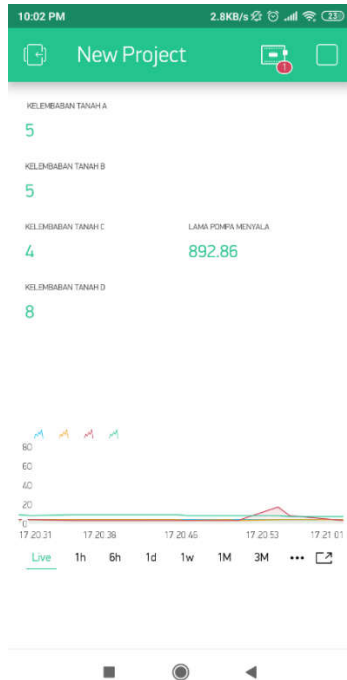 10:02 PM 2.8KB/s 23
New Project
1
KELEMBABAN TANAH A
5
KELEMBABAN TANAH B
5
KELEMBABAN TANAH C LAMA POMPA MENYALA
4 892.86
KELEMBABAN TANAH D
8
80
60
40
20
0
17 20 31 17 20 38 17 20 46 17 20 53 17 21 01
Live 1h 6h 1d 1w 1M 3M •••